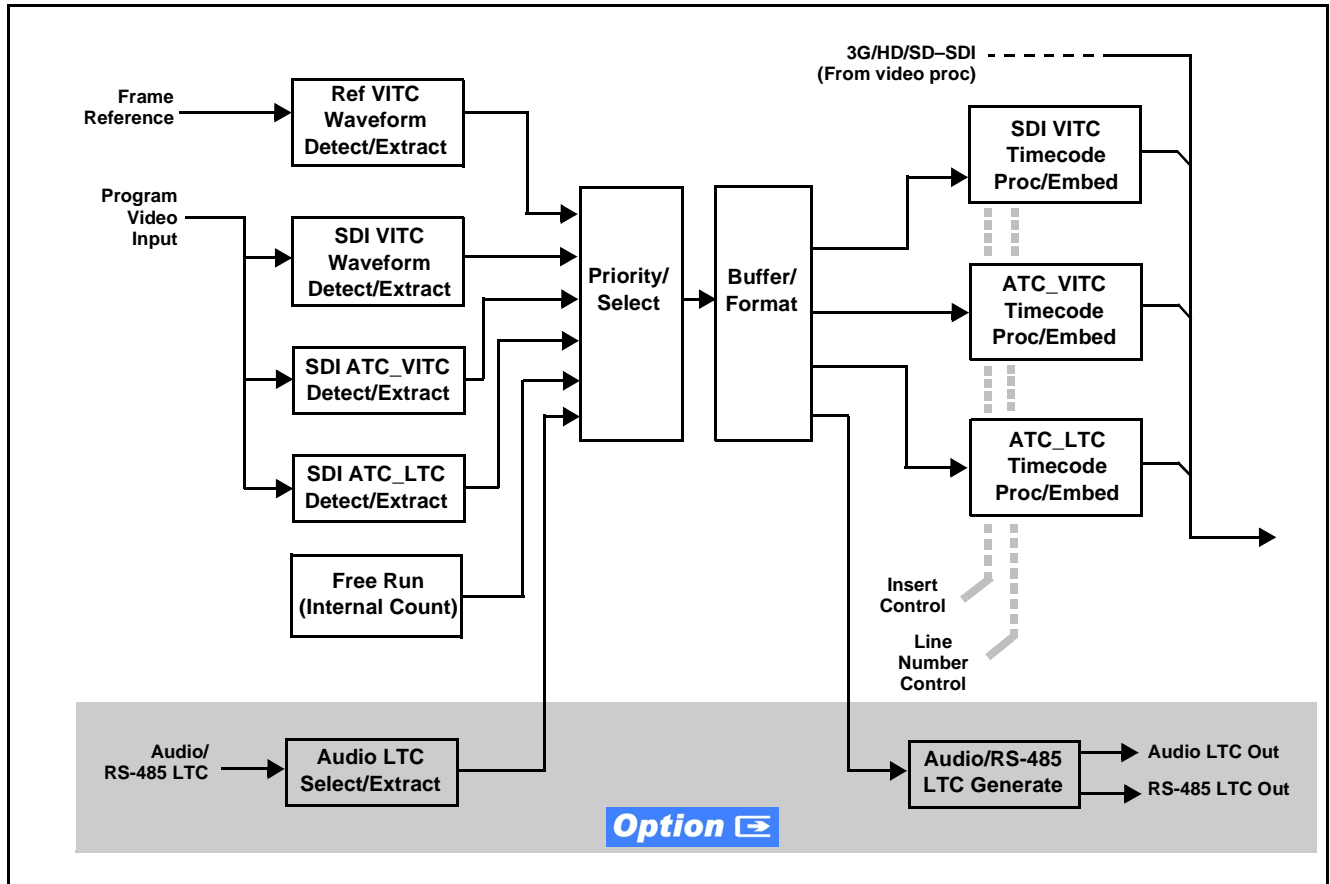 3G/HD/SD–SDI
(From video proc)
Frame
Reference
Ref VITC
Waveform
Detect/Extract
SDI VITC
Timecode
Proc/Embed
Program
Video
Input
SDI VITC
Waveform
Detect/Extract
Priority/
Select
Buffer/
Format
ATC_VITC
Timecode
Proc/Embed
SDI ATC_VITC
Detect/Extract
SDI ATC_LTC
Detect/Extract
ATC_LTC
Timecode
Proc/Embed
Free Run
(Internal Count)
Insert
Control
Line
Number
Control
Audio/
RS-485 LTC
Audio LTC
Select/Extract
Audio/RS-485
LTC Generate
Audio LTC Out
RS-485 LTC Out
Option